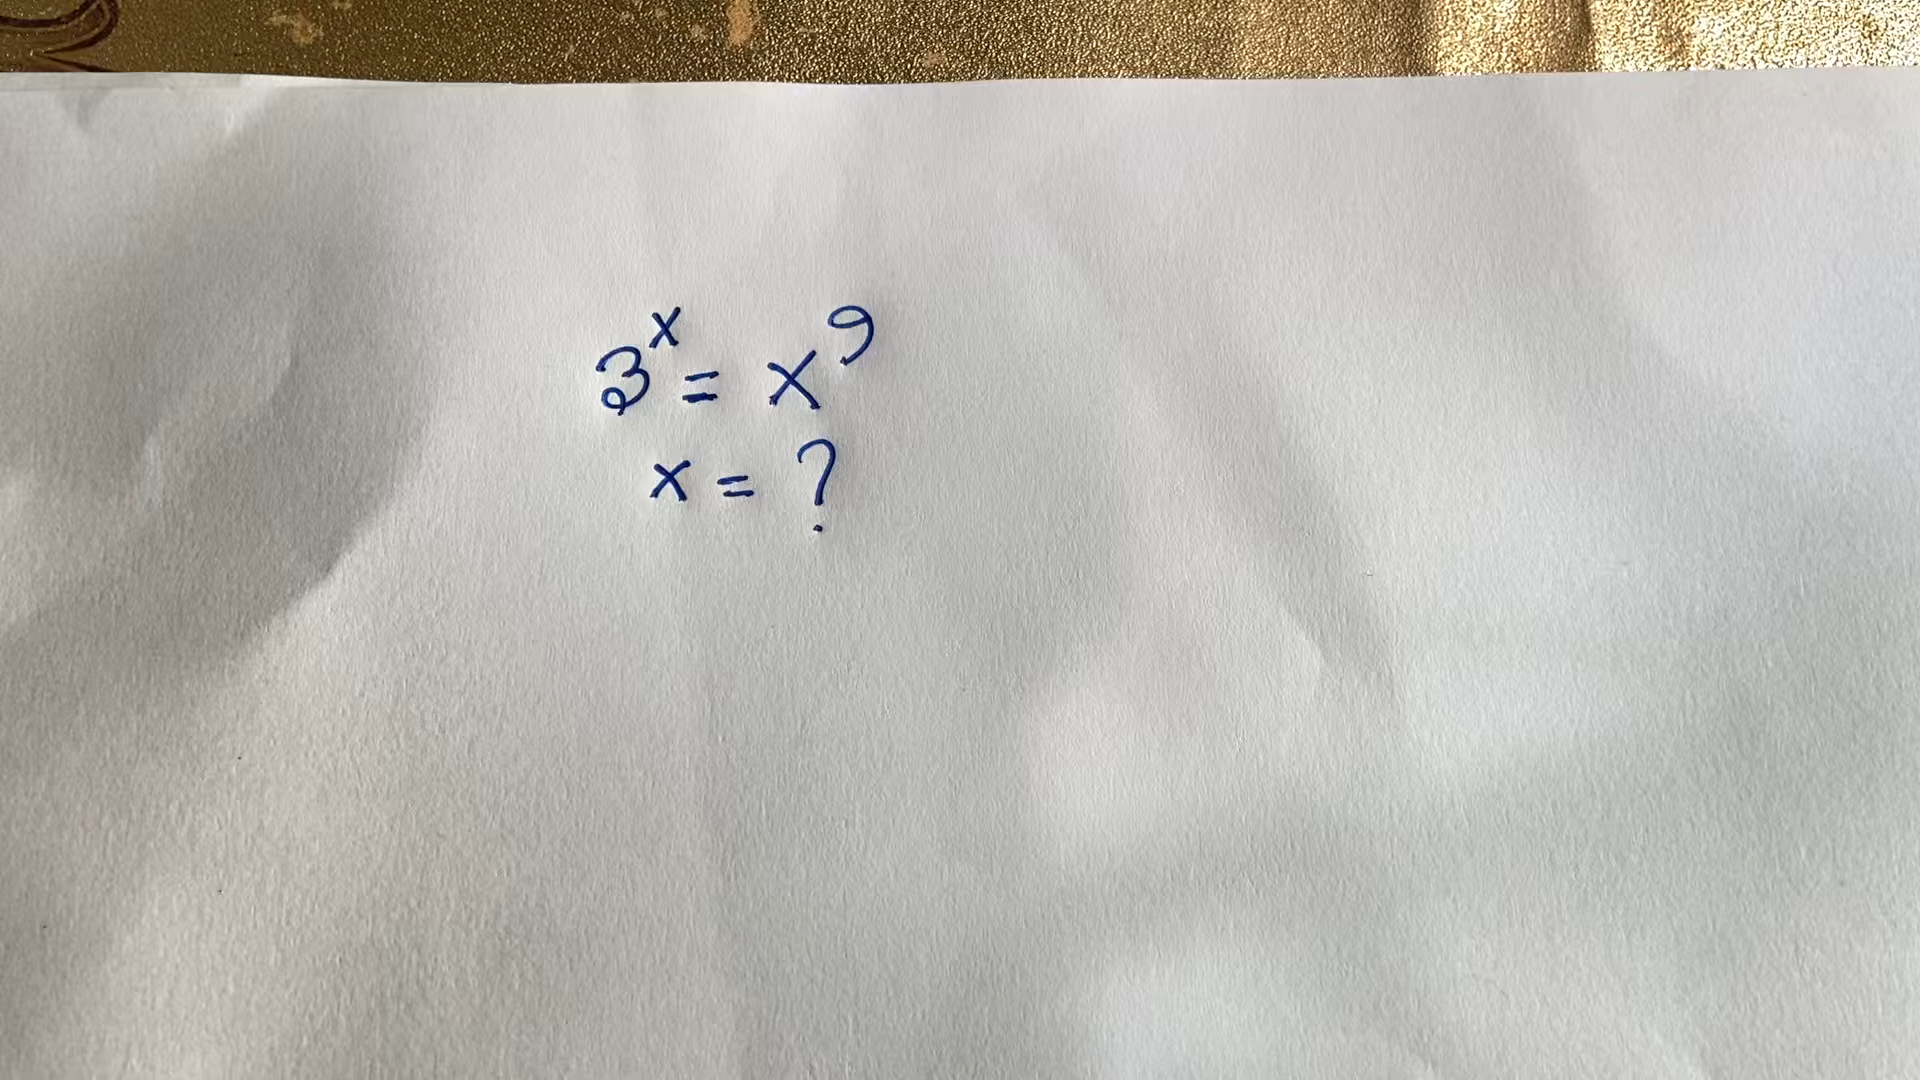 3^x = x^9
x = ?